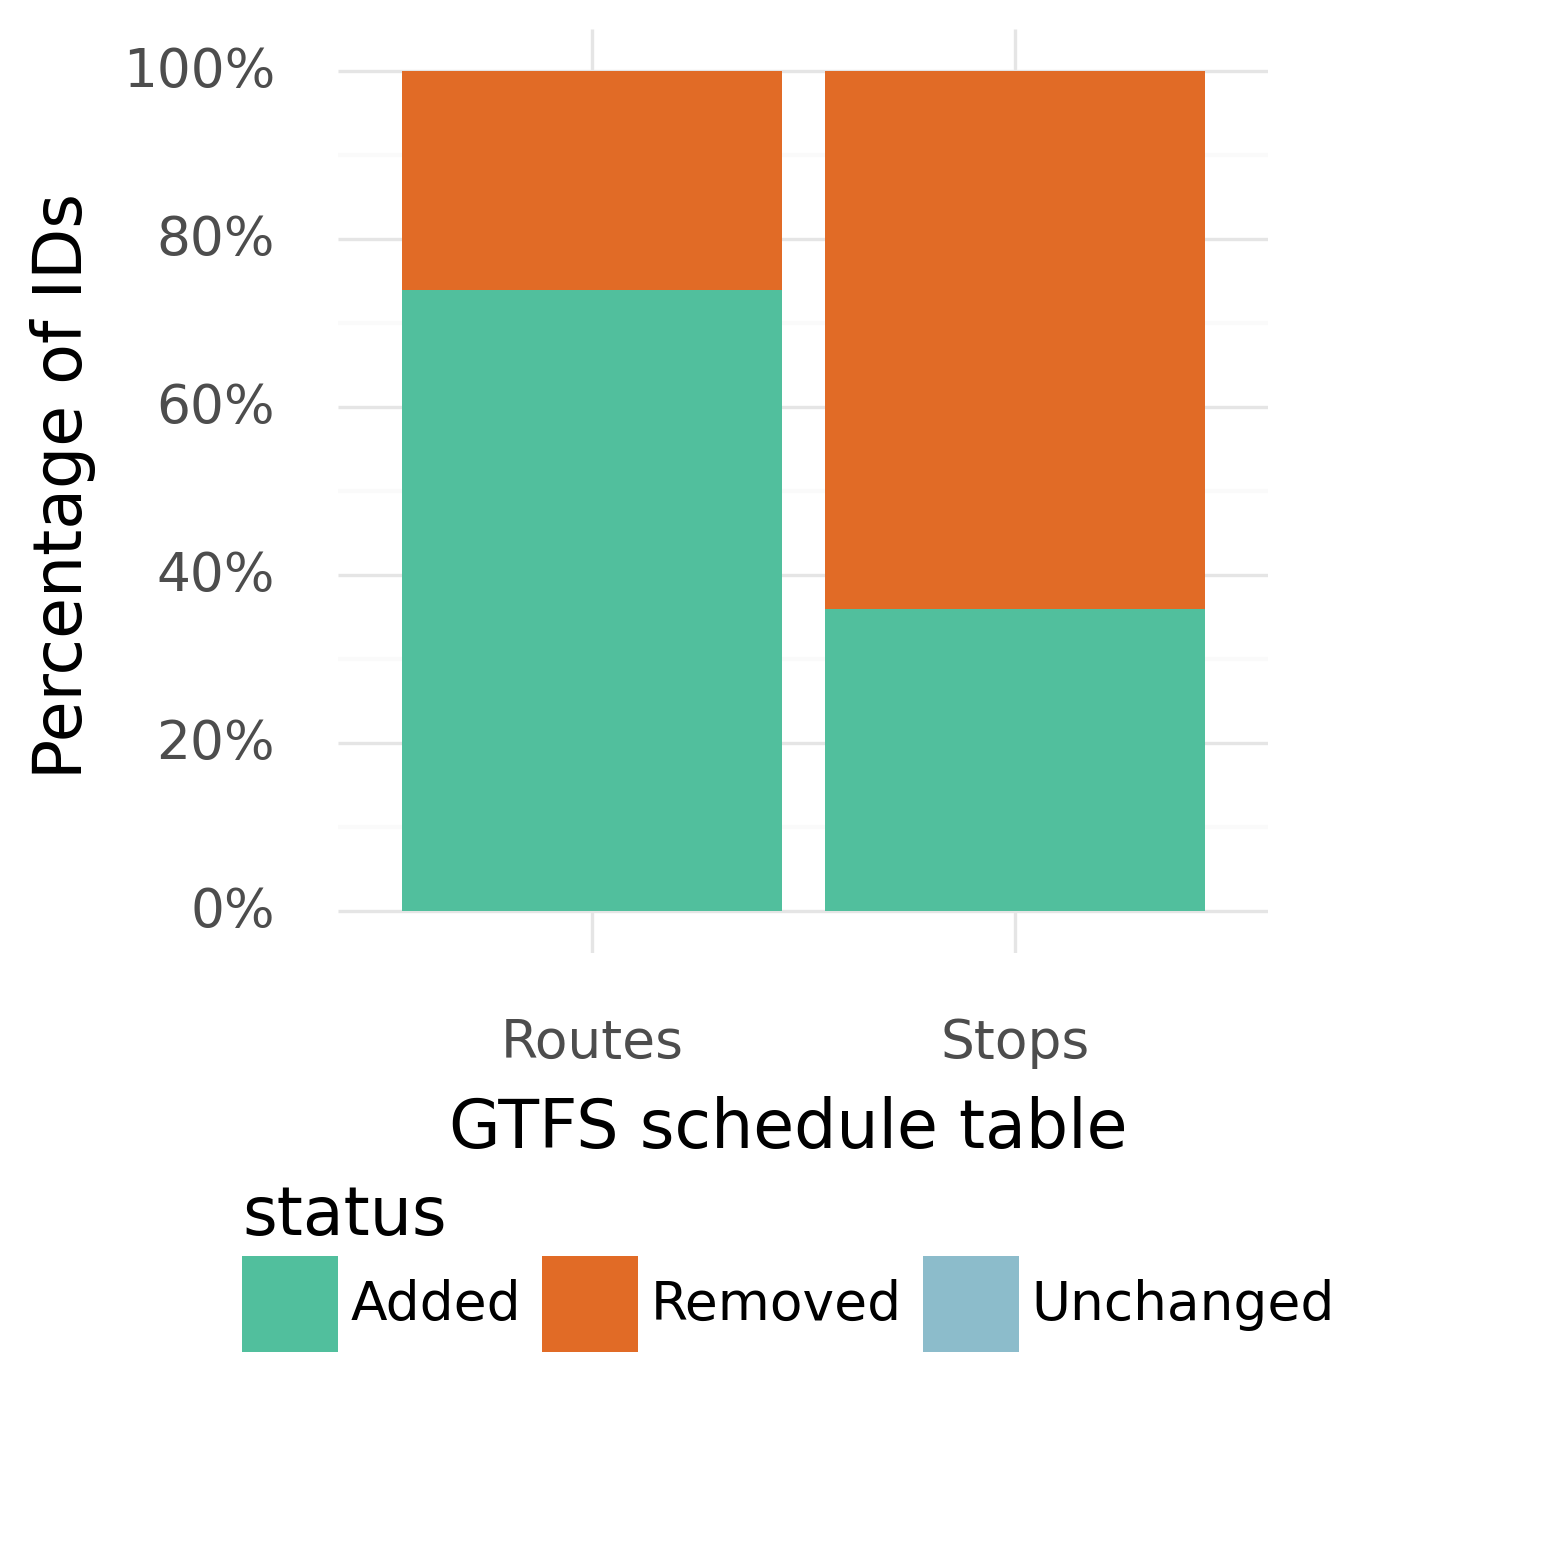 100%
80%
60%
40%
20%
0%
Percentage of IDs
Routes Stops
GTFS schedule table
status
Added Removed Unchanged